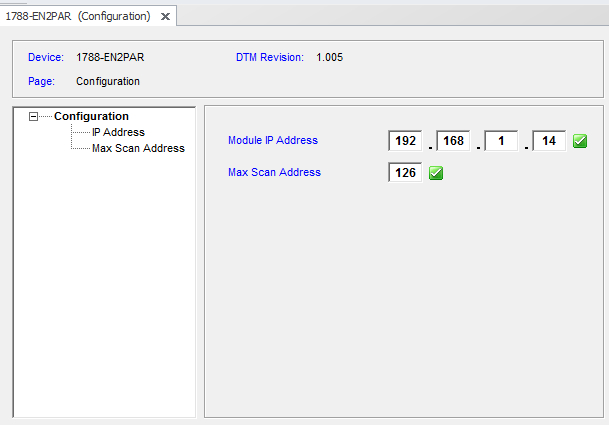 1788-EN2PAR (Configuration)
Device: 1788-EN2PAR DTM Revision: 1.005
Page: Configuration
Configuration
IP Address
Max Scan Address
Module IP Address 192 . 168 . 1 . 14
Max Scan Address 126